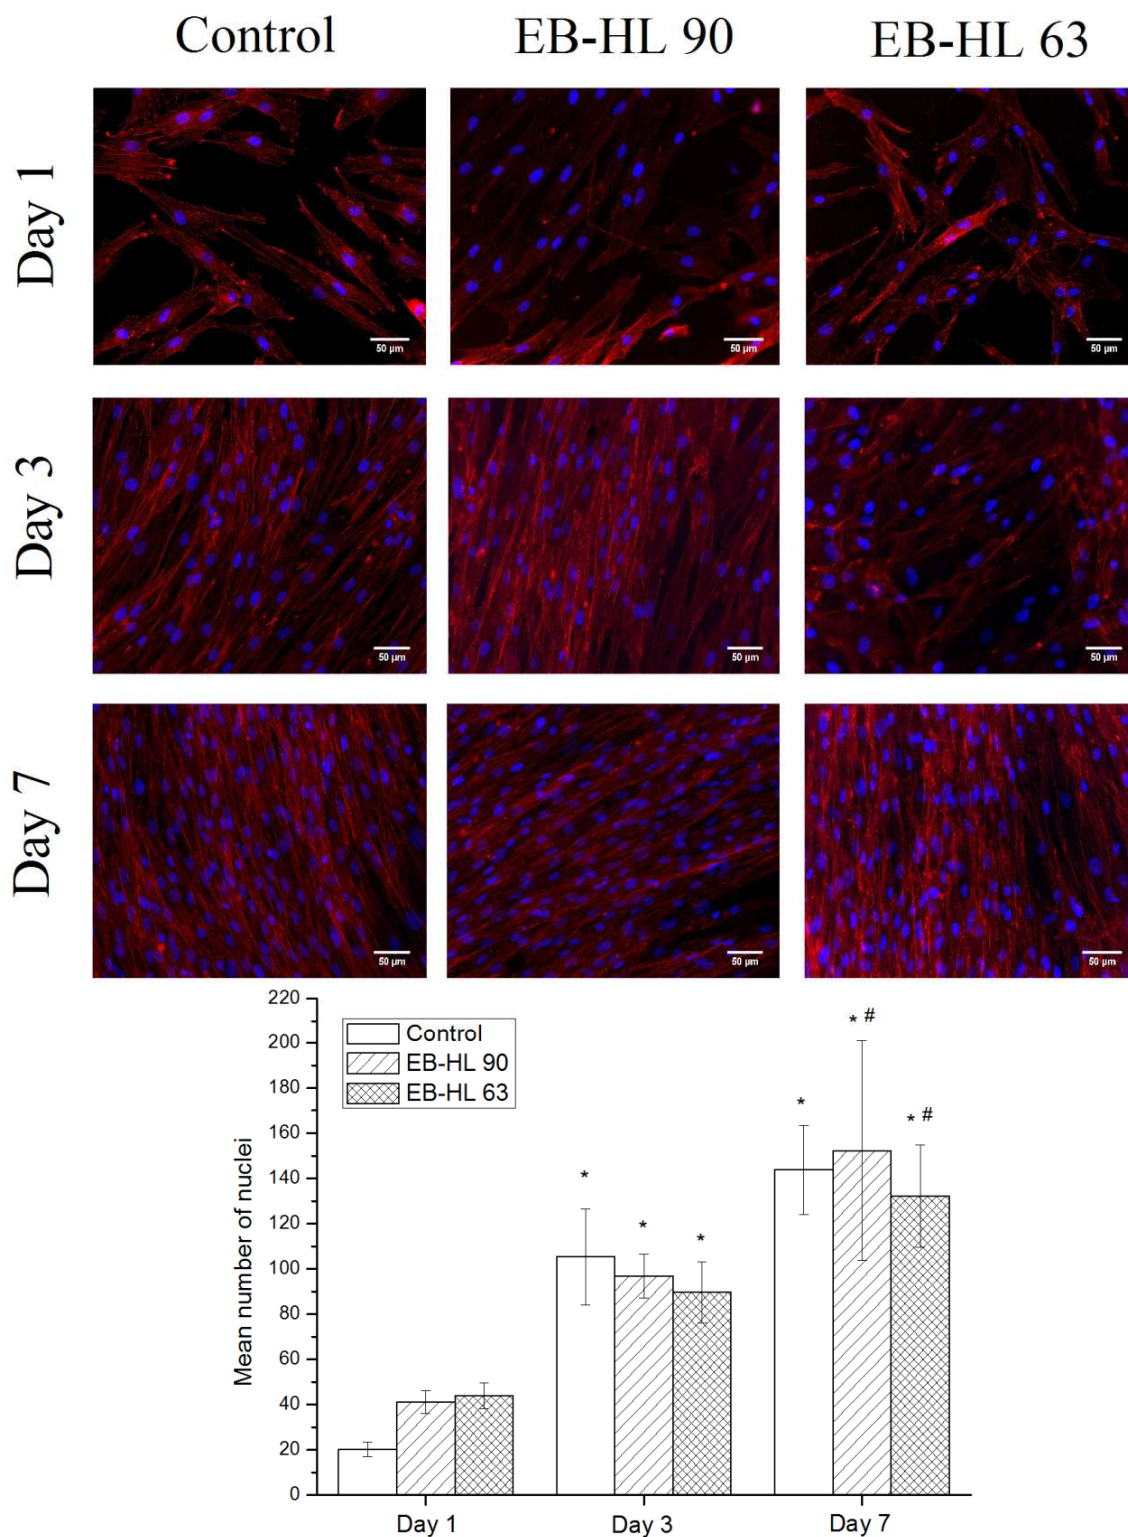 Control EB-HL 90 EB-HL 63
Day 1
50 µm 50 µm 50 µm
Day 3
50 µm 50 µm 50 µm
Day 7
50 µm 50 µm 50 µm
220
200
180
160
140
120
100
80
60
40
20
0
Mean number of nuclei
Control
EB-HL 90
EB-HL 63
* * *
* * # * #
Day 1 Day 3 Day 7